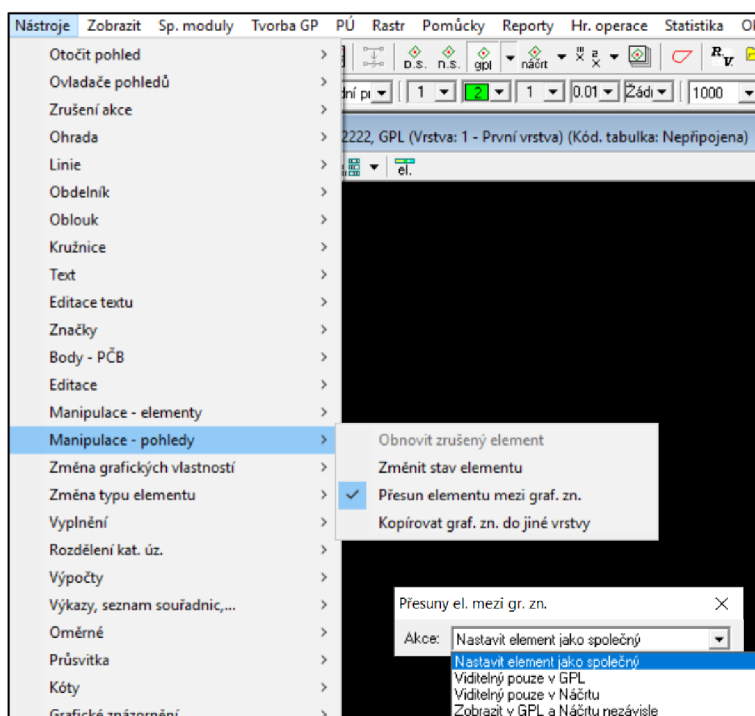 Nástroje Zobrazit Sp. moduly Tvorba GP PÚ Rastr Pomůcky Reporty Hr. operace Statistika
D.S. n.S. gpl náčrt R. V.
1 2 1 0.01 Žádi 1000
2222, GPL (Vrstva: 1 - První vrstva) (Kód. tabulka: Nepřipojena)
el.
Otočit pohled
Ovladače pohledů
Zrušení akce
Ohrada
Linie
Obdelník
Oblouk
Kružnice
Text
Editace textu
Značky
Body - PČB
Editace
Manipulace - elementy
Manipulace - pohledy
Změna grafických vlastností
Změna typu elementu
Vyplnění
Rozdělení kat. úz.
Výpočty
Výkazy, seznam souřadnic,...
Oměrné
Průsvitka
Kóty
Grafické znázornění
Obnovit zrušený element
Změnit stav elementu
Přesun elementu mezi graf. zn.
Kopírovat graf. zn. do jiné vrstvy
Přesuny el. mezi gr. zn.
Akce: Nastavit element jako společný
Nastavit element jako společný
Viditelný pouze v GPL
Viditelný pouze v Náčrtu
Zobrazit v GPL a Náčrtu nezávisle